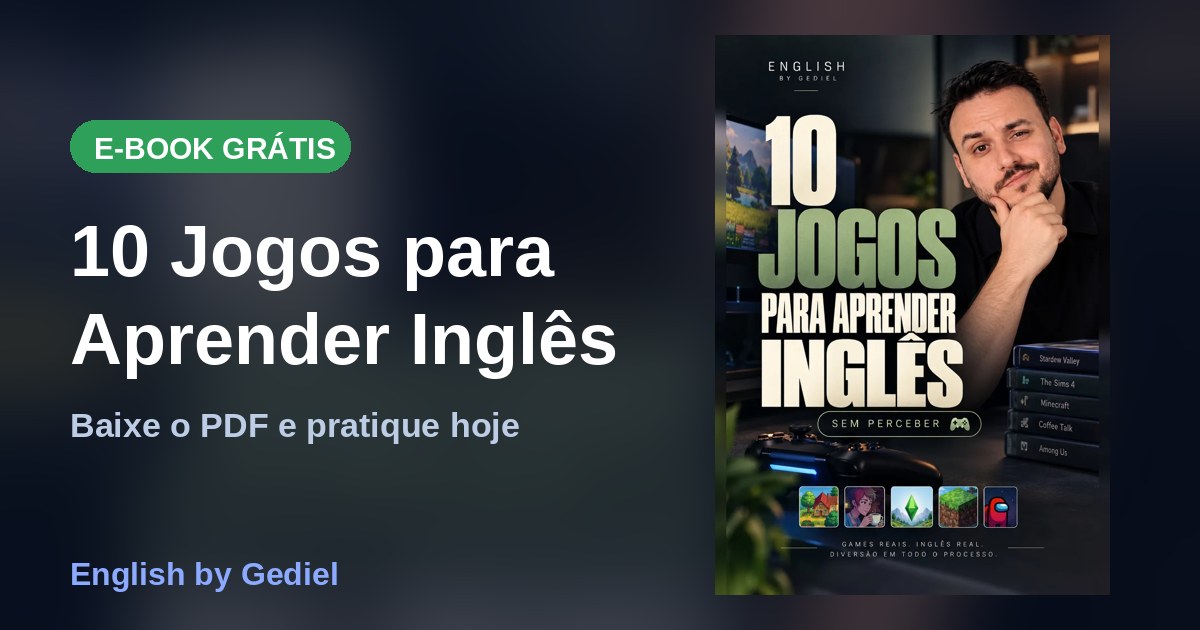 E-BOOK GRÁTIS
10 Jogos para
Aprender Inglês
Baixe o PDF e pratique hoje
English by Gediel
ENGLISH
BY GEDIEL
10
JOGOS
PARA APRENDER
INGLÊS
SEM PERCEBER
Stardew Valley
The Sims 4
Minecraft
Coffee Talk
Among Us
GAMES REAIS. INGLÊS REAL.
DIVERSÃO EM TODO O PROCESSO.